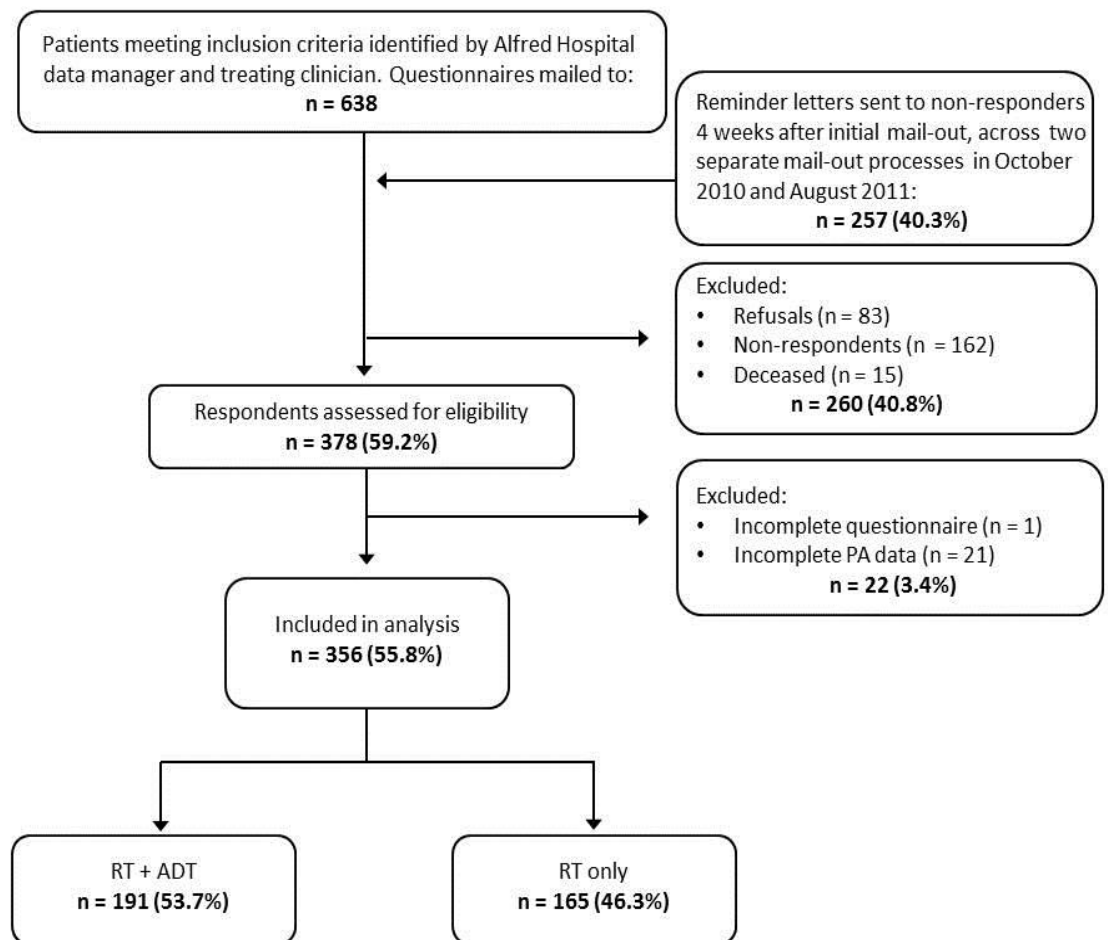 Patients meeting inclusion criteria identified by Alfred Hospital
data manager and treating clinician. Questionnaires mailed to:
n = 638
Reminder letters sent to non-responders
4 weeks after initial mail-out, across two
separate mail-out processes in October
2010 and August 2011:
n = 257 (40.3%)
Excluded:
• Refusals (n = 83)
• Non-respondents (n = 162)
• Deceased (n = 15)
n = 260 (40.8%)
Respondents assessed for eligibility
n = 378 (59.2%)
Excluded:
• Incomplete questionnaire (n = 1)
• Incomplete PA data (n = 21)
n = 22 (3.4%)
Included in analysis
n = 356 (55.8%)
RT + ADT
n = 191 (53.7%)
RT only
n = 165 (46.3%)